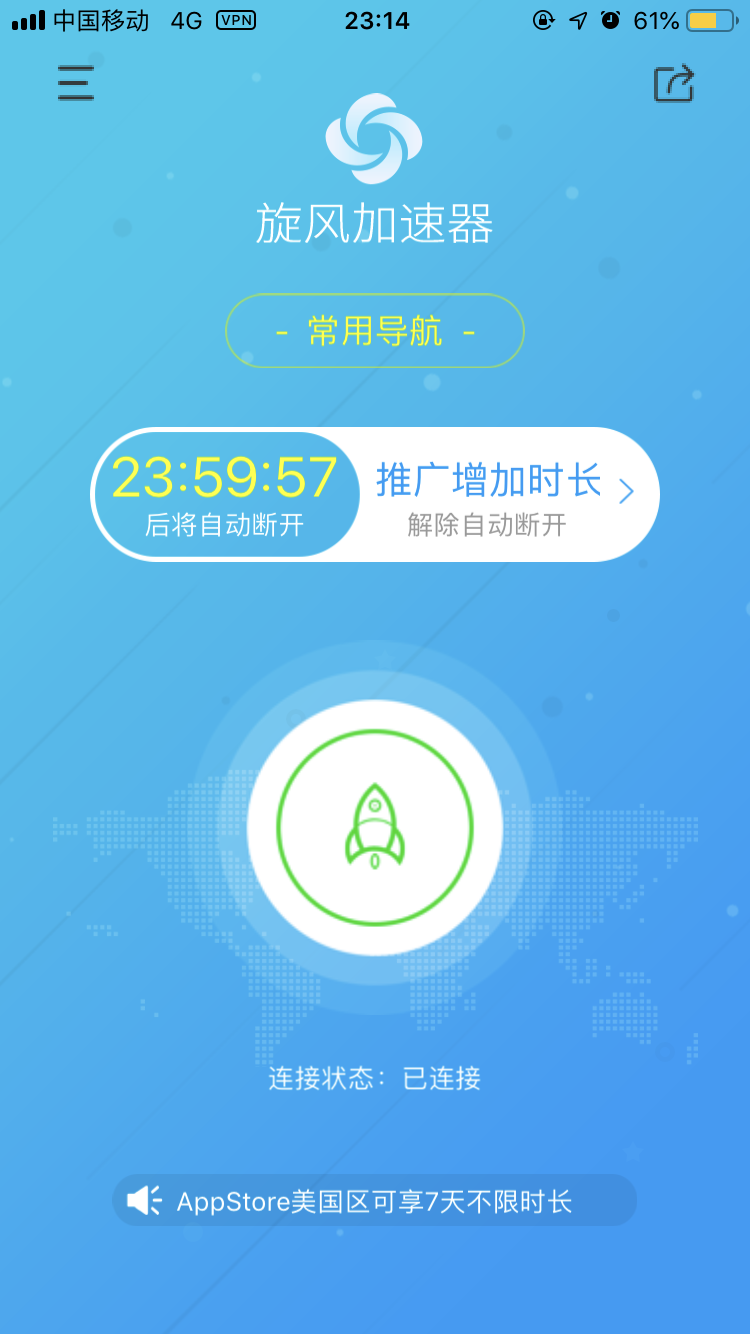 中国移动 4G VPN 23:14 61%
旋风加速器
- 常用导航 -
23:59:57
后将自动断开
推广增加时长
解除自动断开
连接状态：已连接
AppStore美国区可享7天不限时长